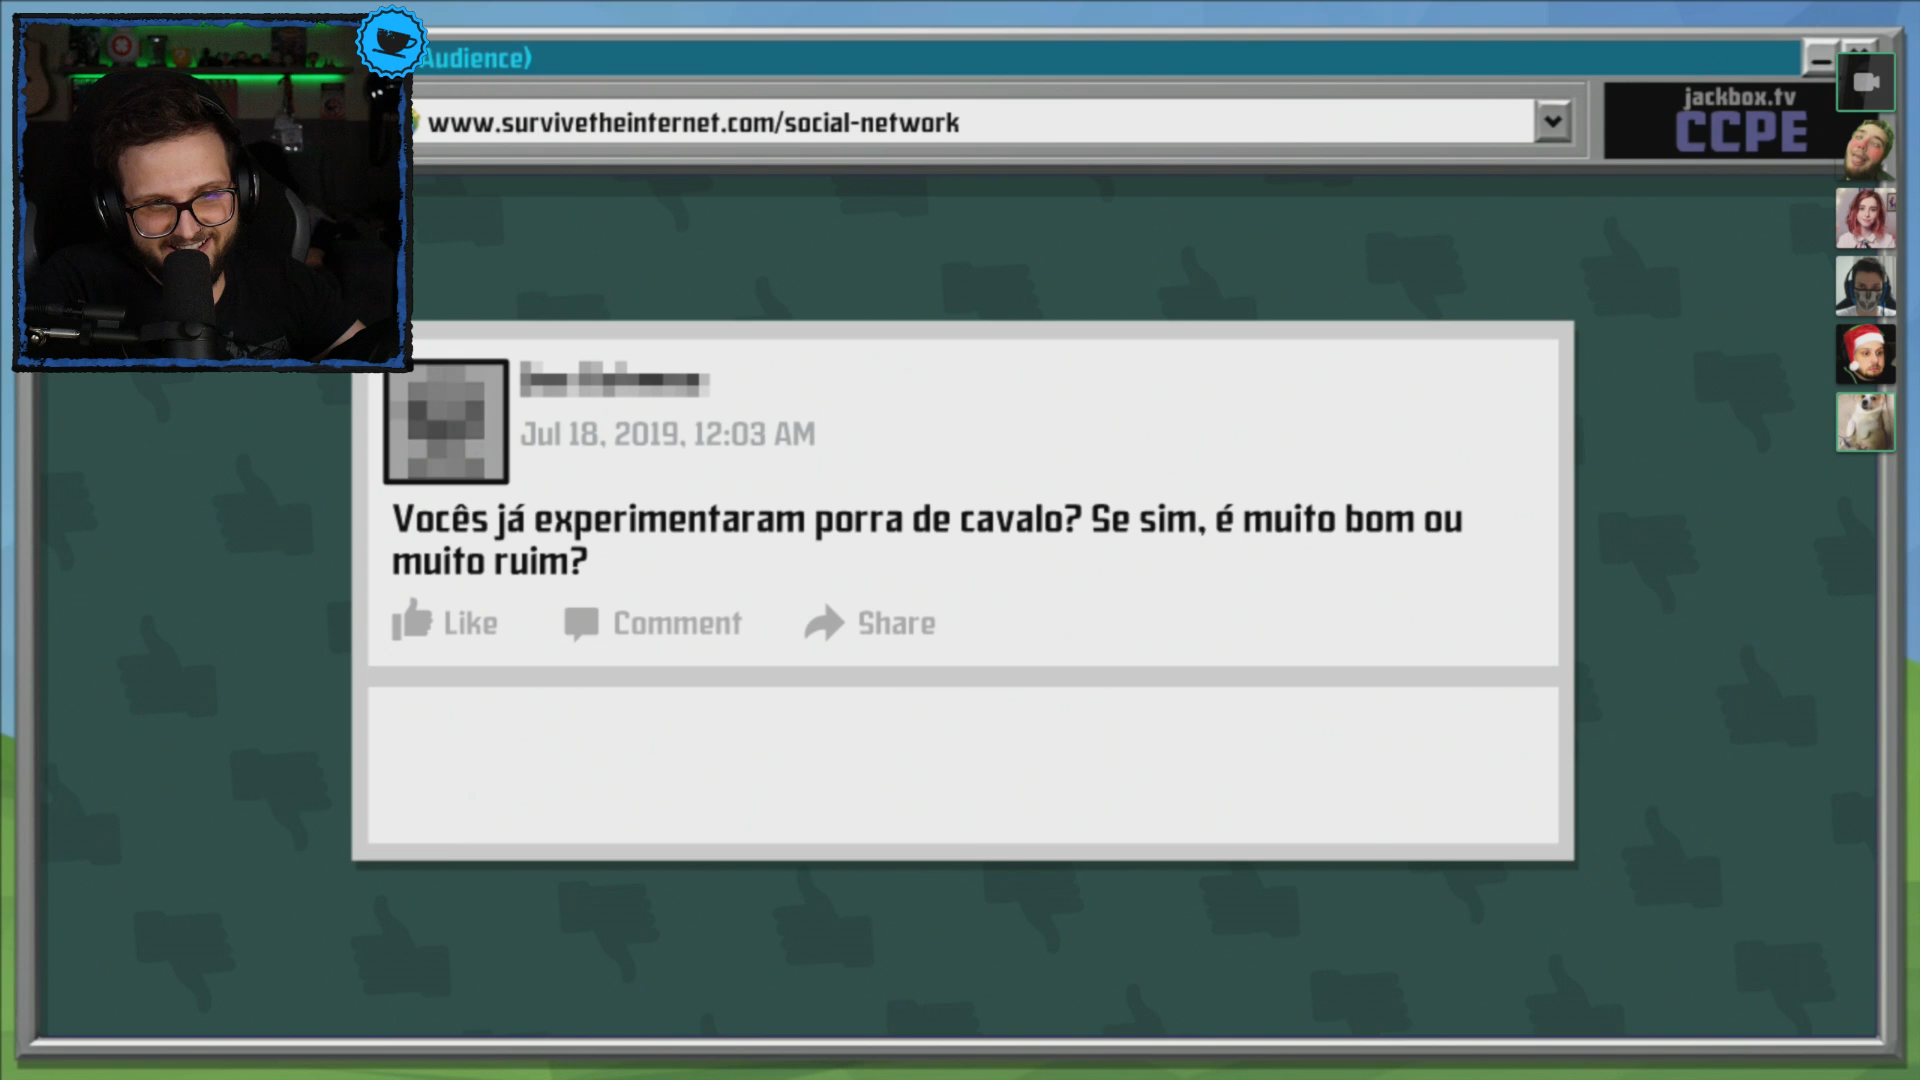 Audience)
www.survivetheinternet.com/social-network
jackbox.tv
CCPE
Jul 18, 2019, 12:03 AM
Vocês já experimentaram porra de cavalo? Se sim, é muito bom ou
muito ruim?
Like Comment Share